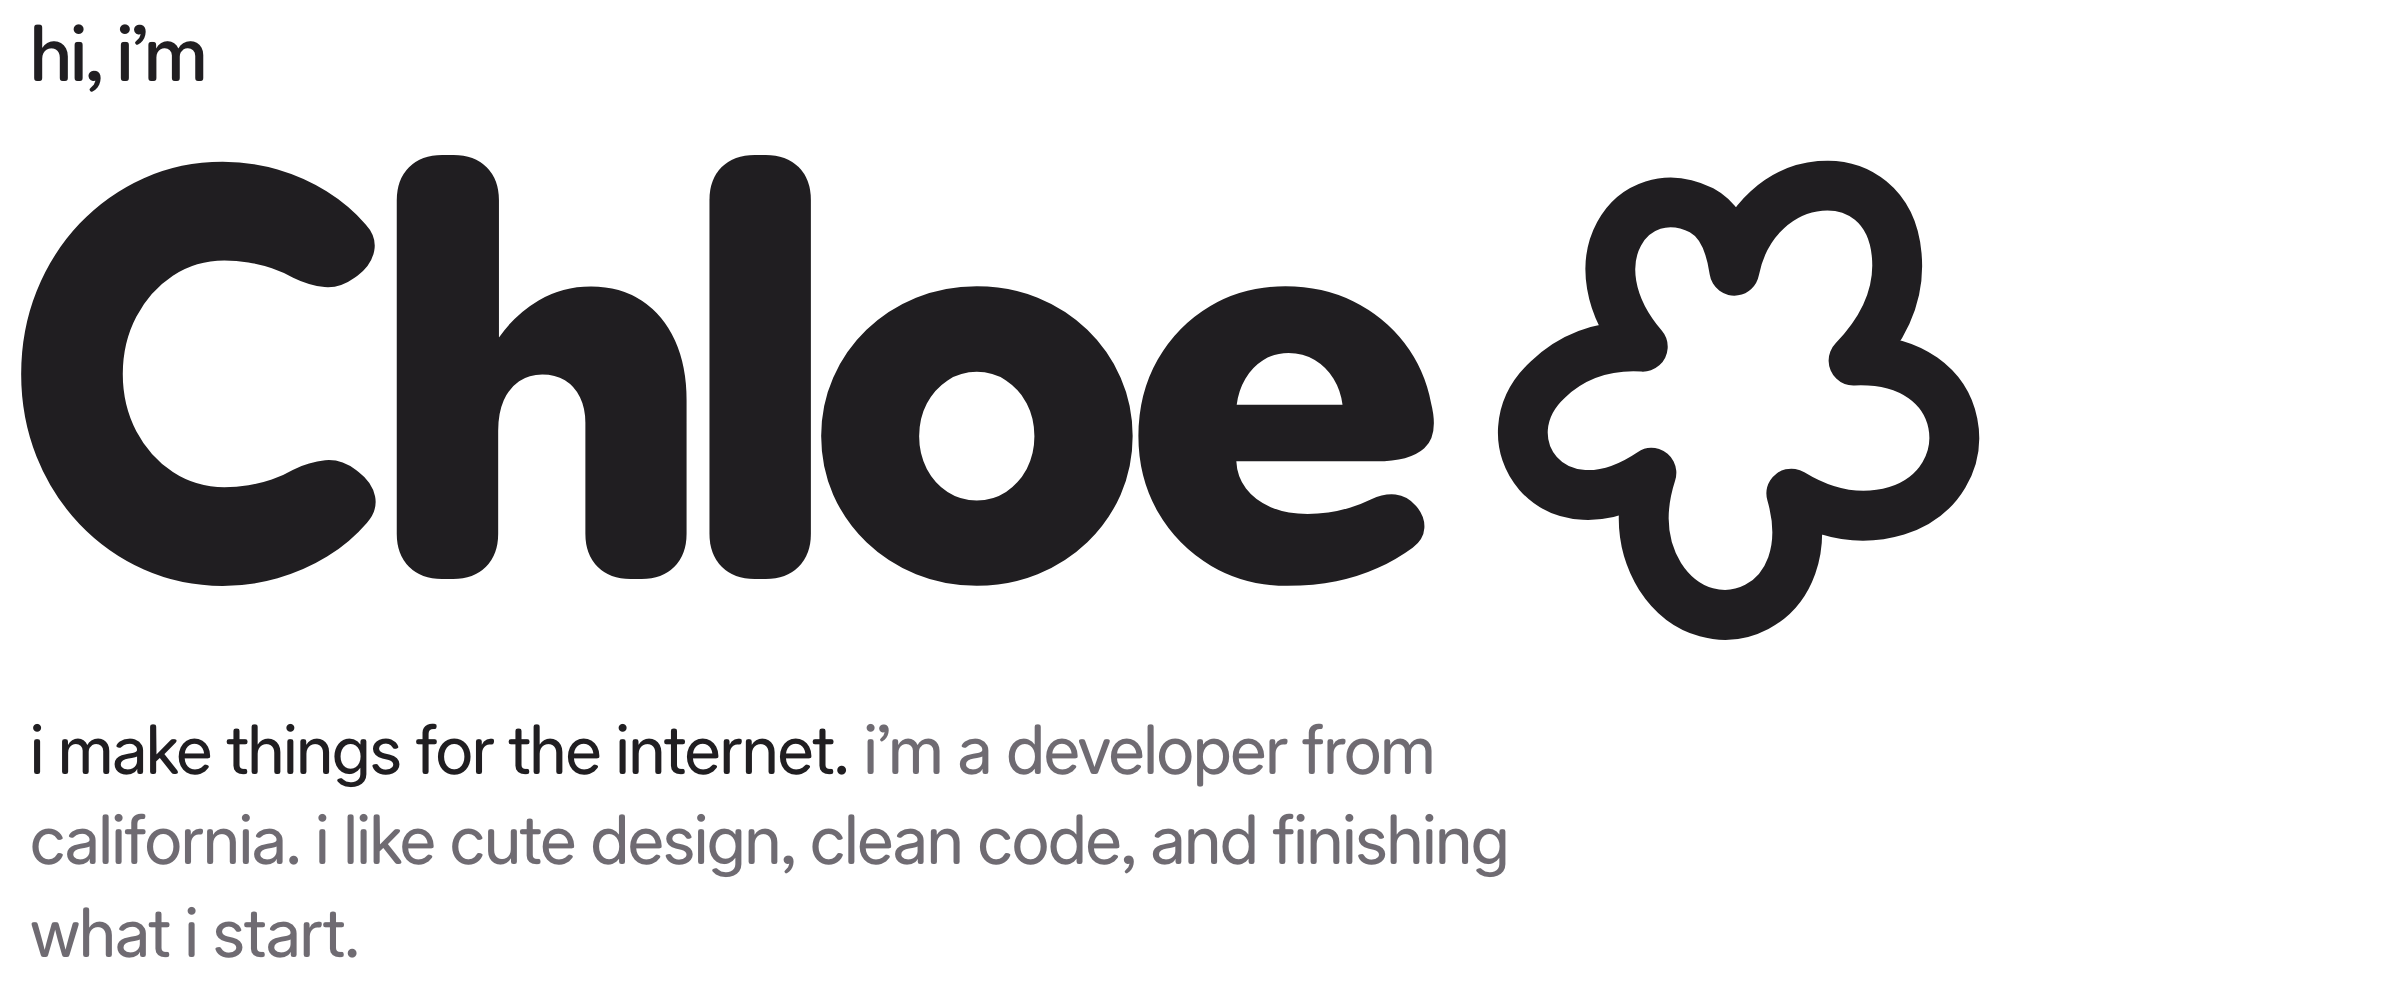 hi, i’m
Chloe
i make things for the internet. i’m a developer from
california. i like cute design, clean code, and finishing
what i start.